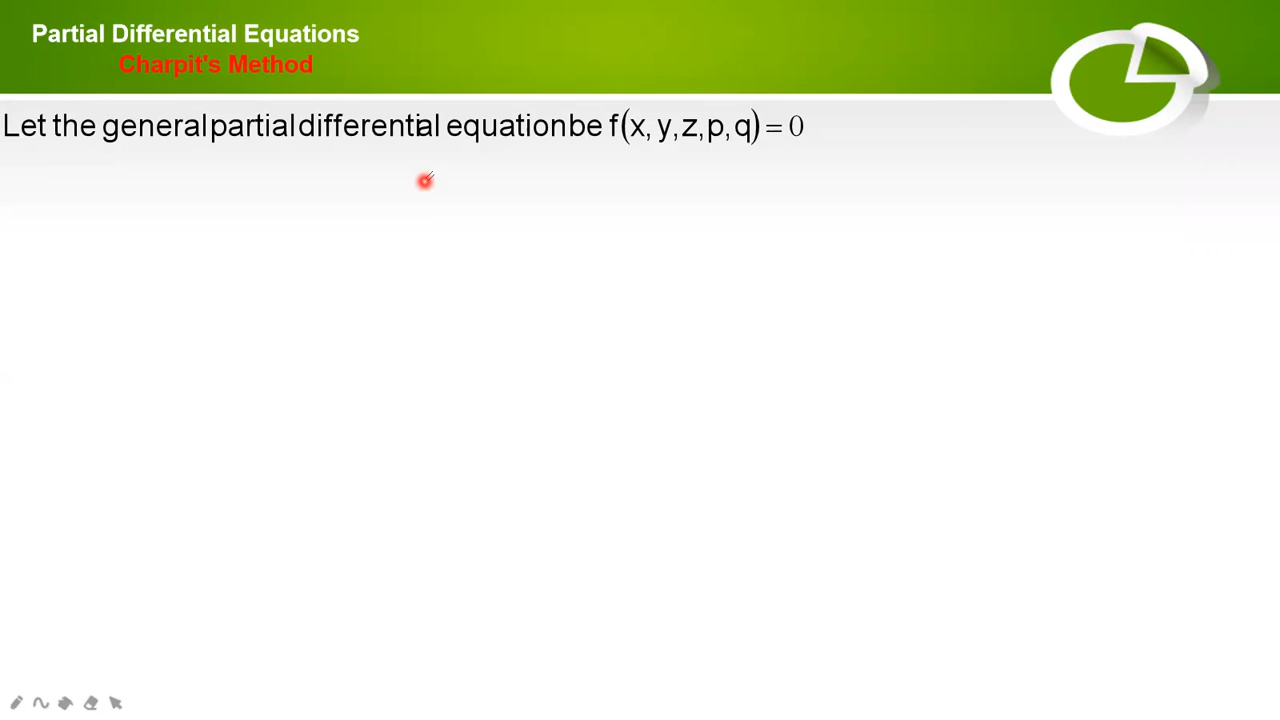 Partial Differential Equations
Charpit's Method
Let the general partial differential equation be f(x, y, z, p, q) = 0